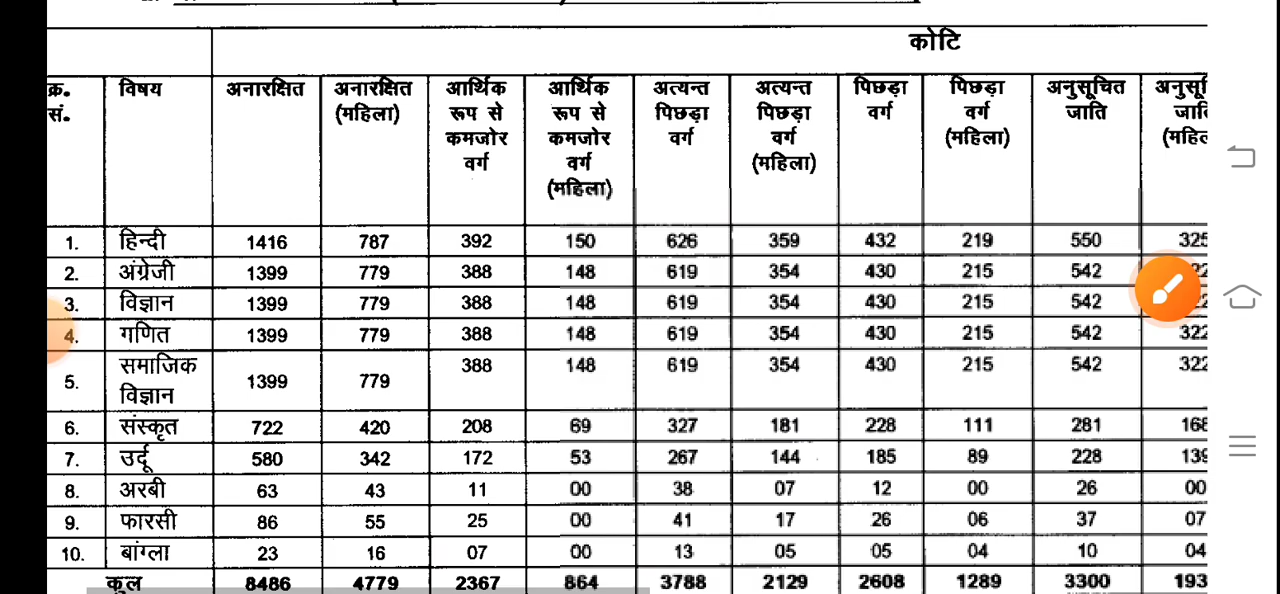 कोटि
क्र. सं. विषय अनारक्षित अनारक्षित (महिला) आर्थिक रूप से कमजोर वर्ग आर्थिक रूप से कमजोर वर्ग (महिला) अत्यन्त पिछड़ा वर्ग अत्यन्त पिछड़ा वर्ग (महिला) पिछड़ा वर्ग पिछड़ा वर्ग (महिला) अनुसूचित जाति
1. हिन्दी 1416 787 392 150 626 359 432 219 550 325
2. अंग्रेजी 1399 779 388 148 619 354 430 215 542
3. विज्ञान 1399 779 388 148 619 354 430 215 542
4. गणित 1399 779 388 148 619 354 430 215 542 322
5. समाजिक विज्ञान 1399 779 388 148 619 354 430 215 542 322
6. संस्कृत 722 420 208 69 327 181 228 111 281 168
7. उर्दू 580 342 172 53 267 144 185 89 228 139
8. अरबी 63 43 11 00 38 07 12 00 26 00
9. फारसी 86 55 25 00 41 17 26 06 37 07
10. बांग्ला 23 16 07 00 13 05 05 04 10 04
कुल 8486 4779 2367 864 3788 2129 2608 1289 3300 193